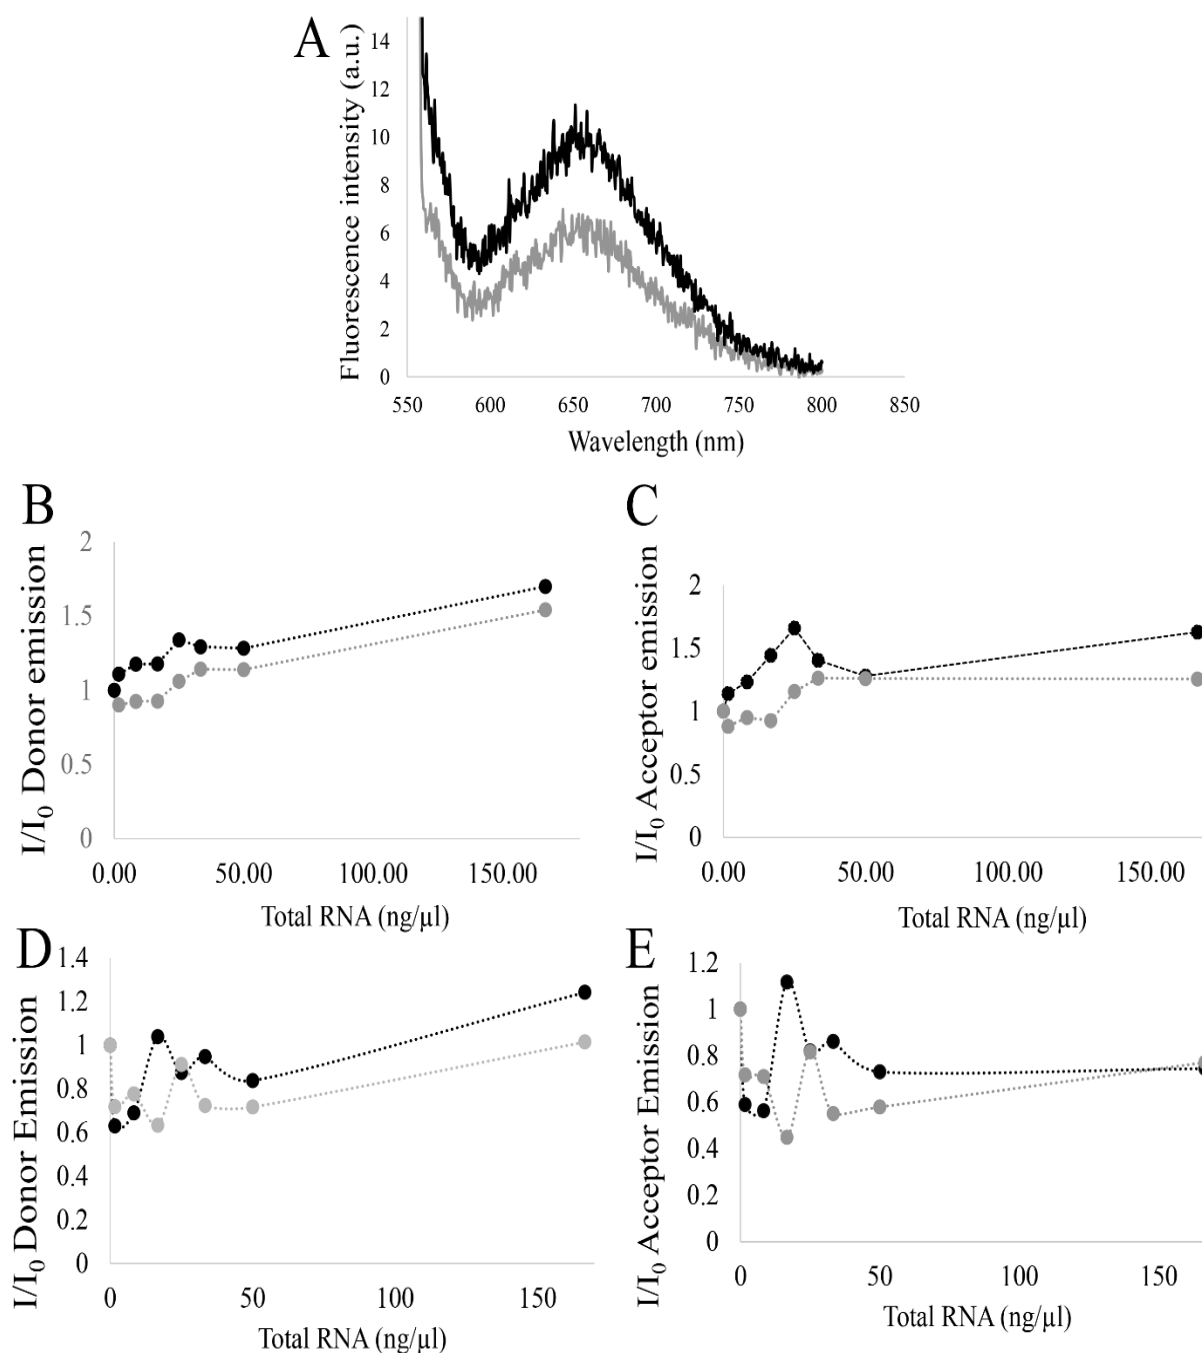 A
Fluorescence intensity (a.u.)
14
12
10
8
6
4
2
0
550 600 650 700 750 800 850
Wavelength (nm)
B
I/I₀ Donor emission
2
1.5
1
0.5
0
0.00 50.00 100.00 150.00
Total RNA (ng/µl)
C
I/I₀ Acceptor emission
2
1.5
1
0.5
0
0.00 50.00 100.00 150.00
Total RNA (ng/µl)
D
I/I₀ Donor Emission
1.4
1.2
1
0.8
0.6
0.4
0.2
0
0 50 100 150
Total RNA (ng/µl)
E
I/I₀ Acceptor Emission
1.2
1
0.8
0.6
0.4
0.2
0
0 50 100 150
Total RNA (ng/µl)